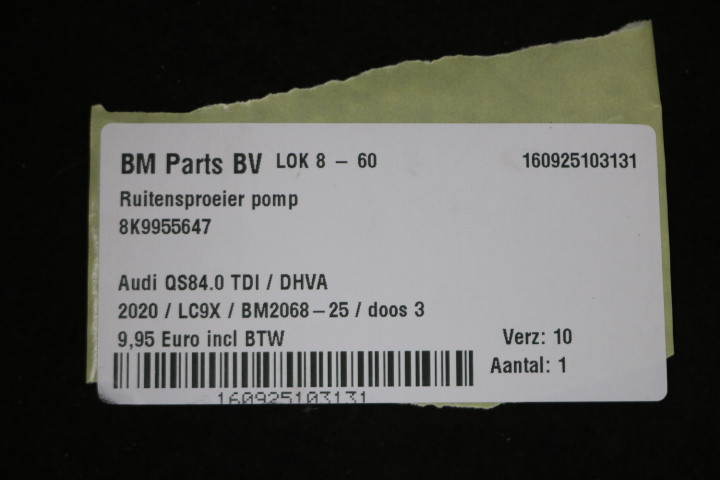 BM Parts BV LOK 8 - 60 160925103131
Ruitensproeier pomp
8K9955647
Audi QS84.0 TDI / DHVA
2020 / LC9X / BM2068-25 / doos 3
9,95 Euro incl BTW Verz: 10
Aantal: 1
160925103131